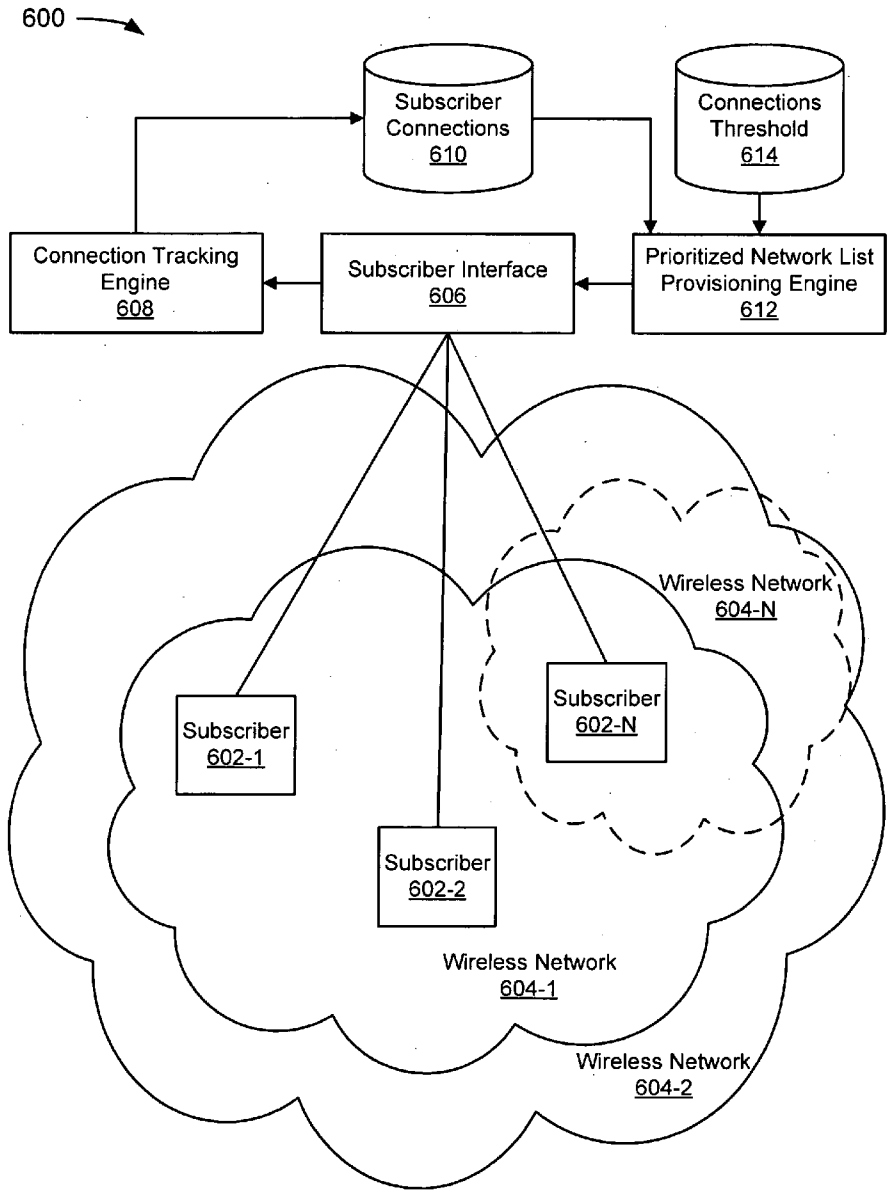 600
Subscriber
Connections
610
Connections
Threshold
614
Connection Tracking
Engine
608
Subscriber Interface
606
Prioritized Network List
Provisioning Engine
612
Wireless Network
604-N
Subscriber
602-1
Subscriber
602-N
Subscriber
602-2
Wireless Network
604-1
Wireless Network
604-2